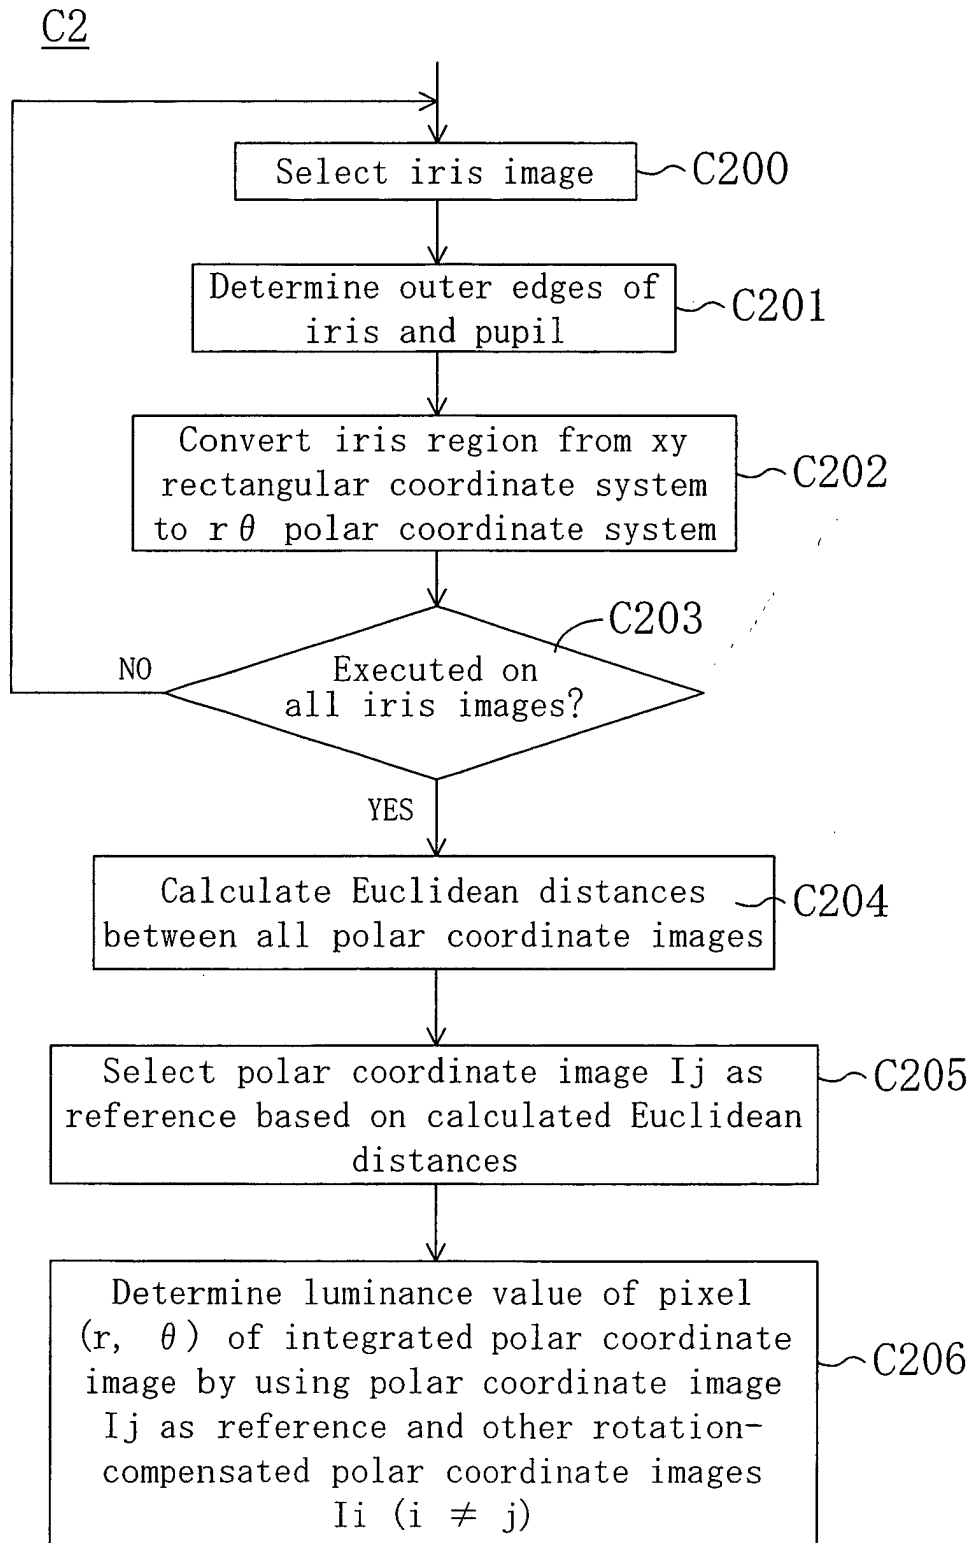 C2
Select iris image
C200
Determine outer edges of
iris and pupil
C201
Convert iris region from xy
rectangular coordinate system
to r θ polar coordinate system
C202
C203
Executed on
all iris images?
NO
YES
Calculate Euclidean distances
between all polar coordinate images
C204
Select polar coordinate image Ij as
reference based on calculated Euclidean
distances
C205
Determine luminance value of pixel
(r, θ) of integrated polar coordinate
image by using polar coordinate image
Ij as reference and other rotation-
compensated polar coordinate images
Ii (i ≠ j)
C206